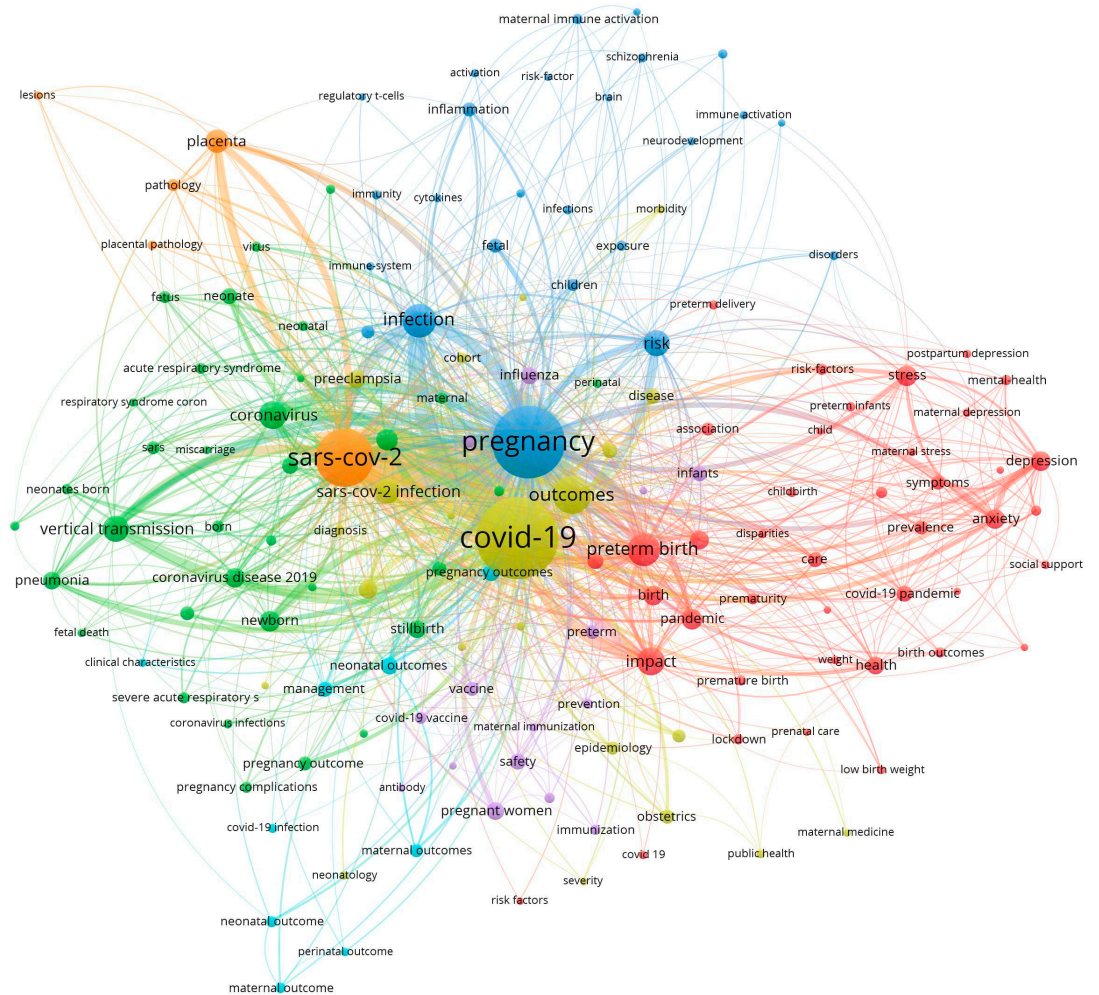 maternal immune activation
schizophrenia
activation
risk-factor
lesions
regulatory t-cells
brain
inflammation
immune activation
placenta
neurodevelopment
pathology
immunity
cytokines
infections
morbidity
placental pathology
virus
fetal
exposure
disorders
immune-system
children
fetus
neonate
preterm delivery
infection
neonatal
risk
cohort
postpartum depression
acute respiratory syndrome
preeclampsia
influenza
perinatal
risk-factors
stress
mental-health
respiratory syndrome coron
coronavirus
maternal
disease
preterm infants
maternal depression
association
child
sars
miscarriage
sars-cov-2
pregnancy
maternal stress
depression
neonates born
sars-cov-2 infection
outcomes
infants
childbirth
symptoms
vertical transmission
born
diagnosis
covid-19
disparities
prevalence
anxiety
preterm birth
care
social support
pneumonia
coronavirus disease 2019
pregnancy outcomes
birth
prematurity
covid-19 pandemic
newborn
stillbirth
preterm
pandemic
fetal death
clinical characteristics
neonatal outcomes
impact
weight
health
birth outcomes
severe acute respiratory s
management
vaccine
premature birth
prevention
coronavirus infections
covid-19 vaccine
maternal immunization
epidemiology
lockdown
prenatal care
pregnancy outcome
safety
low birth weight
pregnancy complications
antibody
pregnant women
covid-19 infection
immunization
obstetrics
maternal medicine
maternal outcomes
covid 19
public health
neonatology
severity
risk factors
neonatal outcome
perinatal outcome
maternal outcome